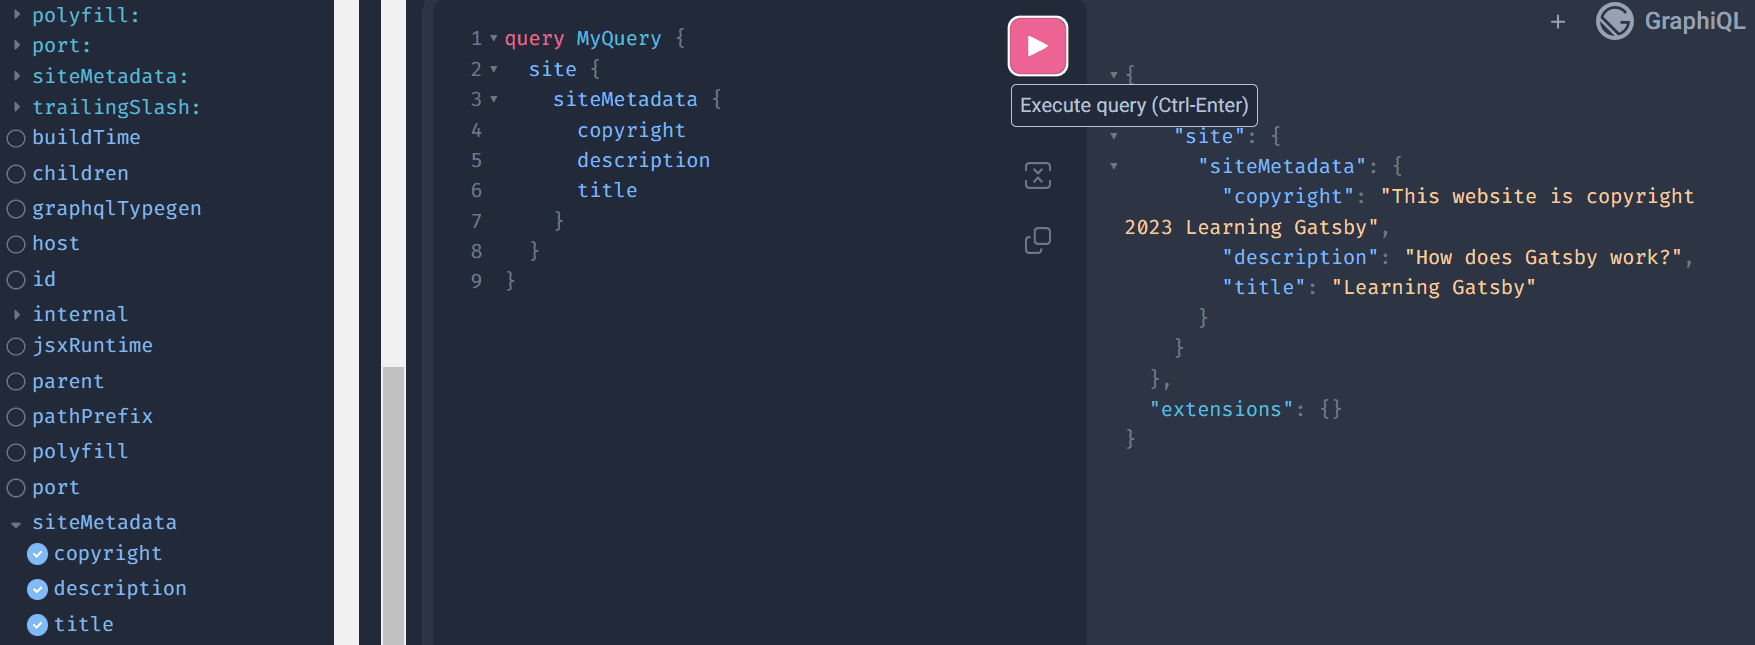 polyfill:
port:
siteMetadata:
trailingSlash:
buildTime
children
graphqlTypegen
host
id
internal
jsxRuntime
parent
pathPrefix
polyfill
port
siteMetadata
copyright
description
title
1 query MyQuery {
2 site {
3 siteMetadata {
4 copyright
5 description
6 title
7 }
8 }
9 }
Execute query (Ctrl-Enter)
+ GraphiQL
{
"site": {
"siteMetadata": {
"copyright": "This website is copyright
2023 Learning Gatsby",
"description": "How does Gatsby work?",
"title": "Learning Gatsby"
}
}
},
"extensions": {}
}